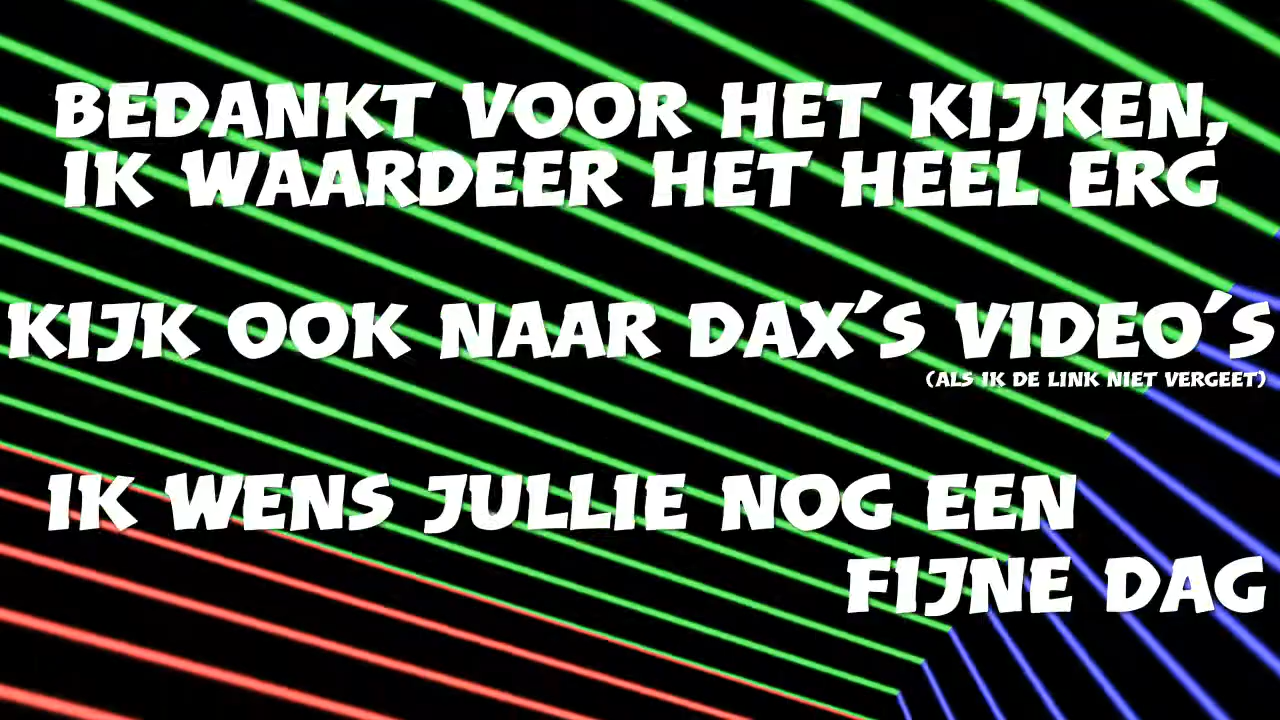 BEDANKT VOOR HET KIJKEN,
IK WAARDEER HET HEEL ERG
KIJK OOK NAAR DAX'S VIDEO'S
(ALS IK DE LINK NIET VERGEET)
IK WENS JULLIE NOG EEN
FIJNE DAG